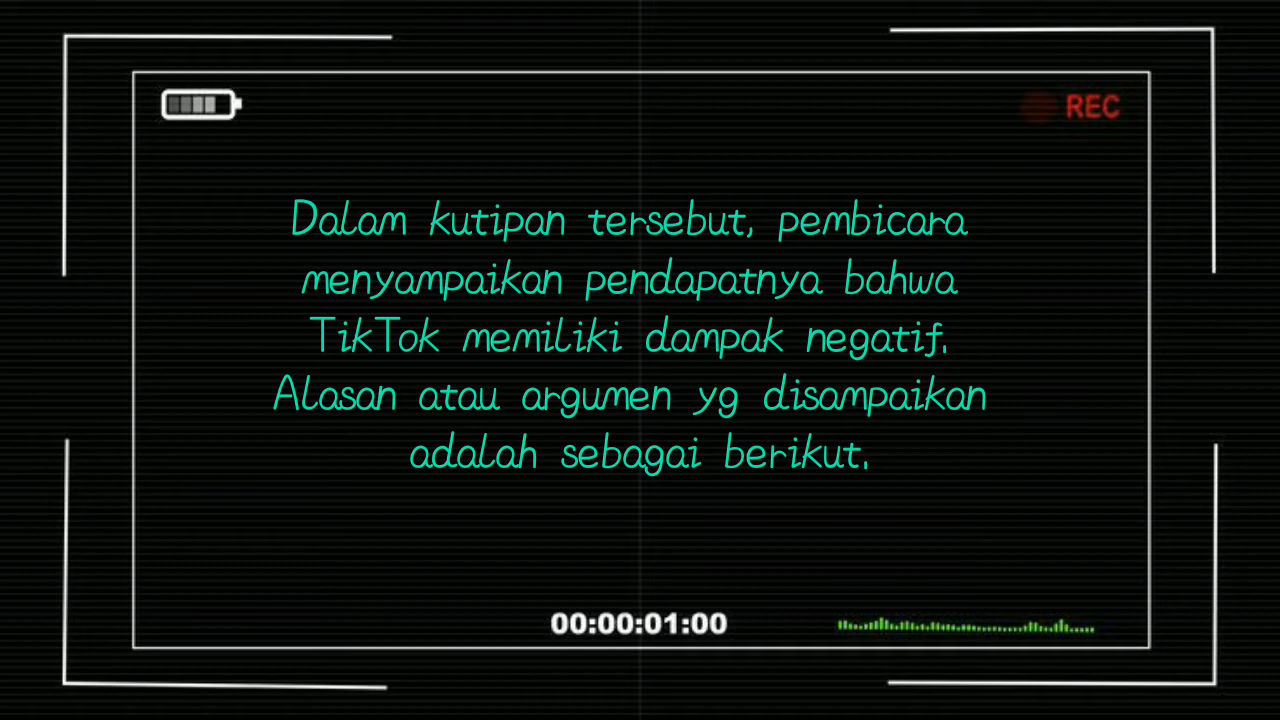 REC
Dalam kutipan tersebut, pembicara
menyampaikan pendapatnya bahwa
TikTok memiliki dampak negatif.
Alasan atau argumen yg disampaikan
adalah sebagai berikut.
00:00:01:00